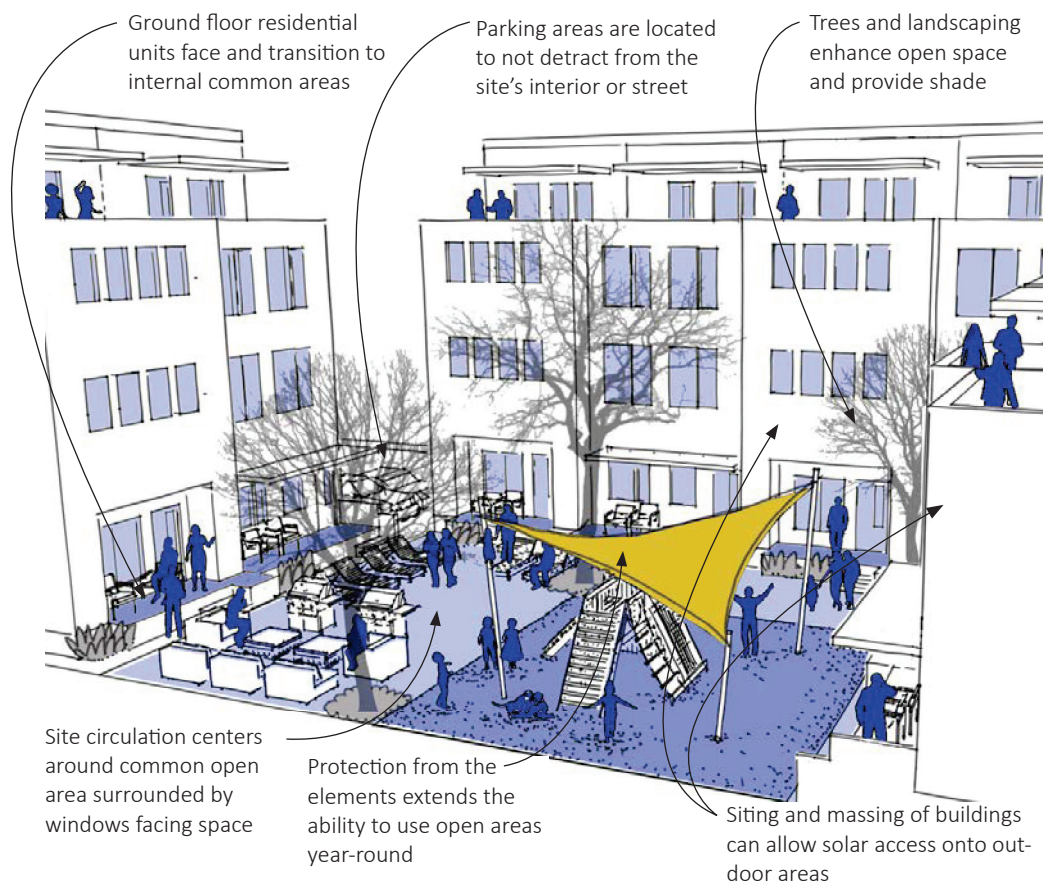 Ground floor residential
units face and transition to
internal common areas
Parking areas are located
to not detract from the
site’s interior or street
Trees and landscaping
enhance open space
and provide shade
Site circulation centers
around common open
area surrounded by
windows facing space
Protection from the
elements extends the
ability to use open areas
year-round
Siting and massing of buildings
can allow solar access onto out-
door areas